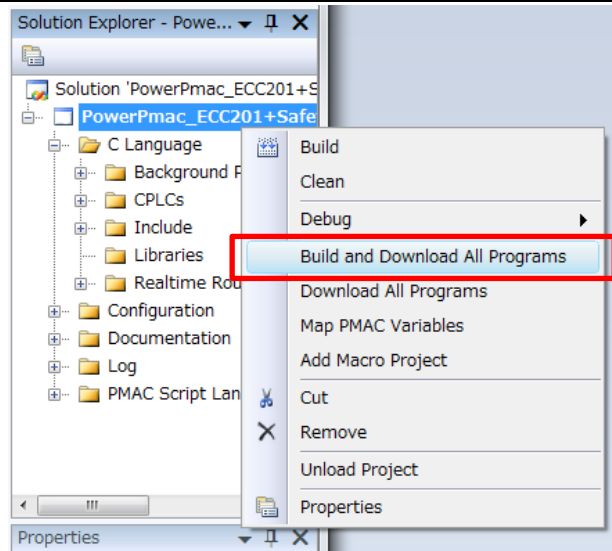 Solution Explorer - Powe...
Solution 'PowerPmac_ECC201+S
PowerPmac_ECC201+Safe
C Language
Background P
CPLCs
Include
Libraries
Realtime Rou
Configuration
Documentation
Log
PMAC Script Lan
Build
Clean
Debug
Build and Download All Programs
Download All Programs
Map PMAC Variables
Add Macro Project
Cut
Remove
Unload Project
Properties
Properties